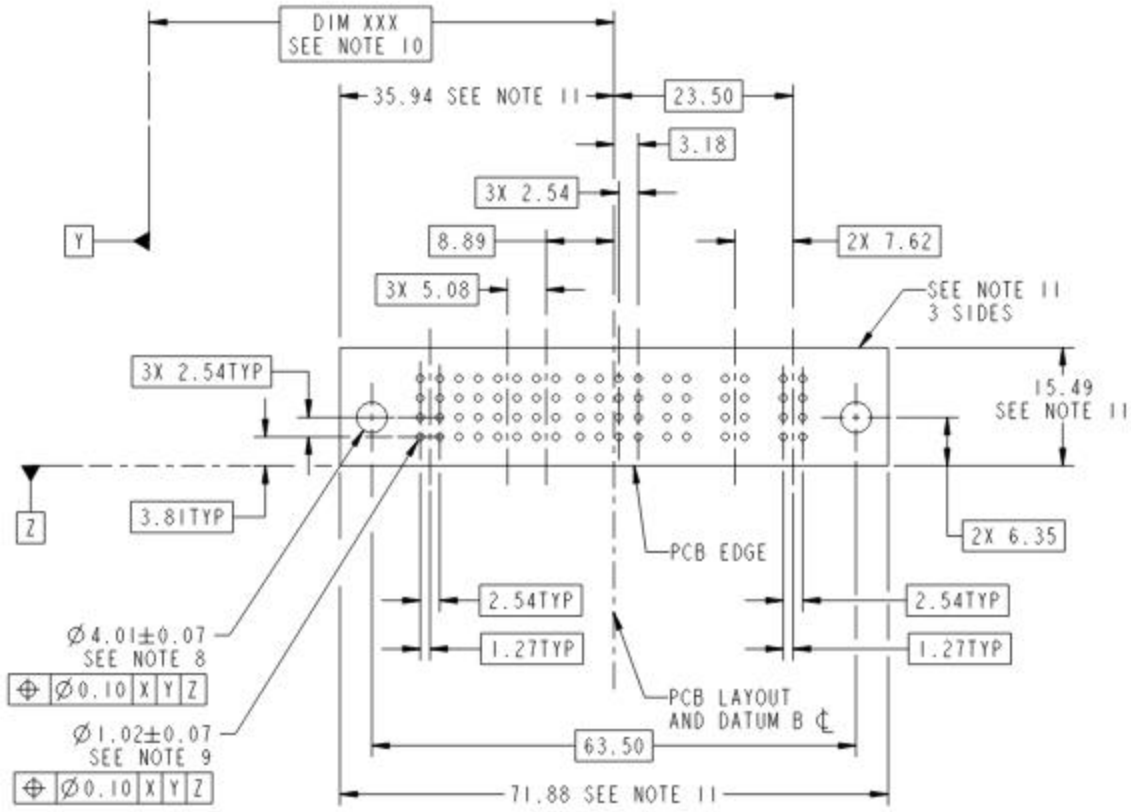 DIM XXX
SEE NOTE 10
35.94 SEE NOTE 11
23.50
3.18
3X 2.54
Y
8.89
2X 7.62
3X 5.08
SEE NOTE 11
3 SIDES
3X 2.54TYP
15.49
SEE NOTE 11
Z
3.81TYP
2X 6.35
PCB EDGE
2.54TYP
2.54TYP
Ø4.01±0.07
SEE NOTE 8
⌖ Ø0.10 X Y Z
1.27TYP
1.27TYP
PCB LAYOUT
AND DATUM B ℄
Ø1.02±0.07
SEE NOTE 9
⌖ Ø0.10 X Y Z
63.50
71.88 SEE NOTE 11